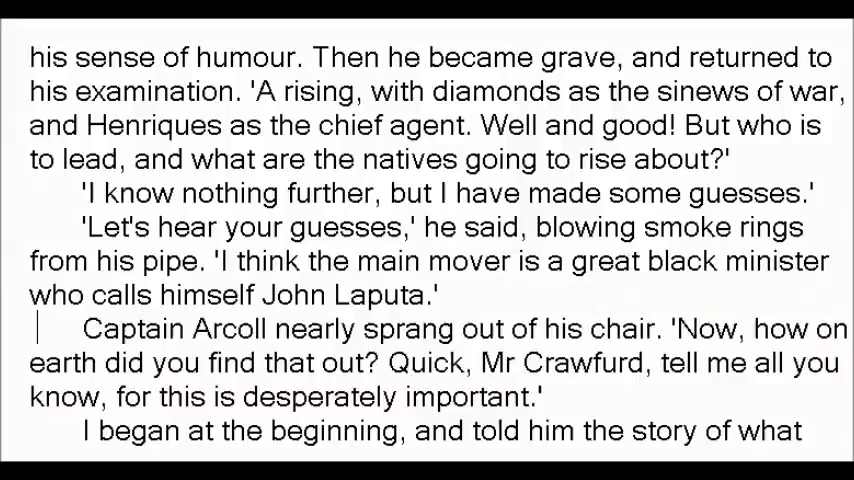 his sense of humour. Then he became grave, and returned to
his examination. 'A rising, with diamonds as the sinews of war,
and Henriques as the chief agent. Well and good! But who is
to lead, and what are the natives going to rise about?'
'I know nothing further, but I have made some guesses.'
'Let's hear your guesses,' he said, blowing smoke rings
from his pipe. 'I think the main mover is a great black minister
who calls himself John Laputa.'
Captain Arcoll nearly sprang out of his chair. 'Now, how on
earth did you find that out? Quick, Mr Crawfurd, tell me all you
know, for this is desperately important.'
I began at the beginning, and told him the story of what